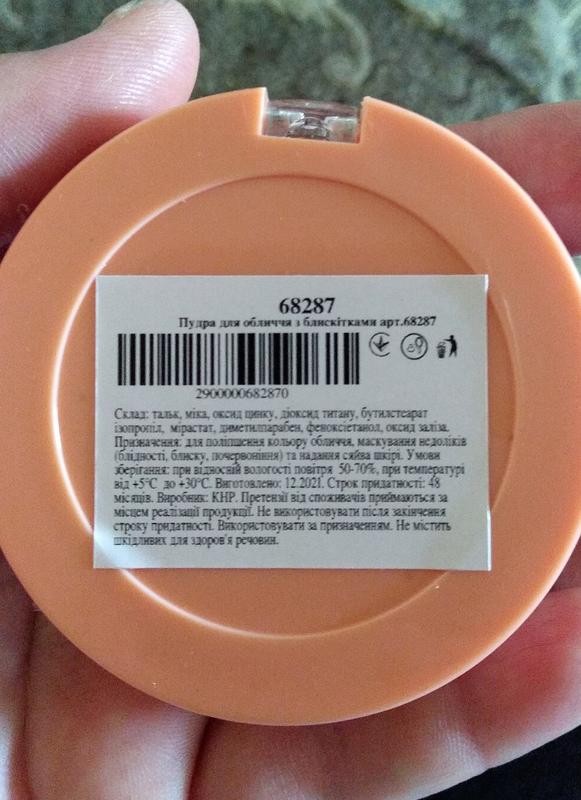 68287
Пудра для обличчя з блискітками арт.68287
2900000682870
Склад: тальк, міка, оксид цинку, діоксид титану, бутилстеарат
ізопропіл, мірастат, диметилпарабен, феноксіетанол, оксид заліза.
Призначення: для поліпшення кольору обличчя, маскування недоліків
(блідності, блиску, почервоніння) та надання сяйва шкірі. Умови
зберігання: при відносній вологості повітря 50-70%, при температурі
від +5°С до +30°С. Виготовлено: 12.2021. Строк придатності: 48
місяців. Виробник: КНР. Претензії від споживачів приймаються за
місцем реалізації продукції. Не використовувати після закінчення
строку придатності. Використовувати за призначенням. Не містить
шкідливих для здоров'я речовин.